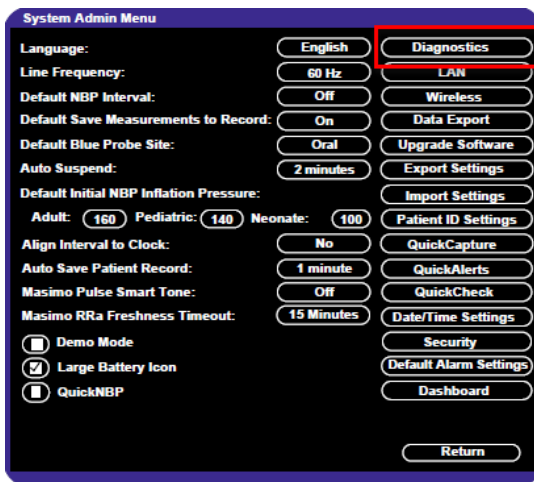 System Admin Menu
Language: English Diagnostics
Line Frequency: 60 Hz LAN
Default NBP Interval: Off Wireless
Default Save Measurements to Record: On Data Export
Default Blue Probe Site: Oral Upgrade Software
Auto Suspend: 2 minutes Export Settings
Default Initial NBP Inflation Pressure: Import Settings
Adult: 160 Pediatric: 140 Neonate: 100 Patient ID Settings
Align Interval to Clock: No QuickCapture
Auto Save Patient Record: 1 minute QuickAlerts
Masimo Pulse Smart Tone: Off QuickCheck
Masimo RRa Freshness Timeout: 15 Minutes Date/Time Settings
Demo Mode Security
Large Battery Icon Default Alarm Settings
QuickNBP Dashboard
Return